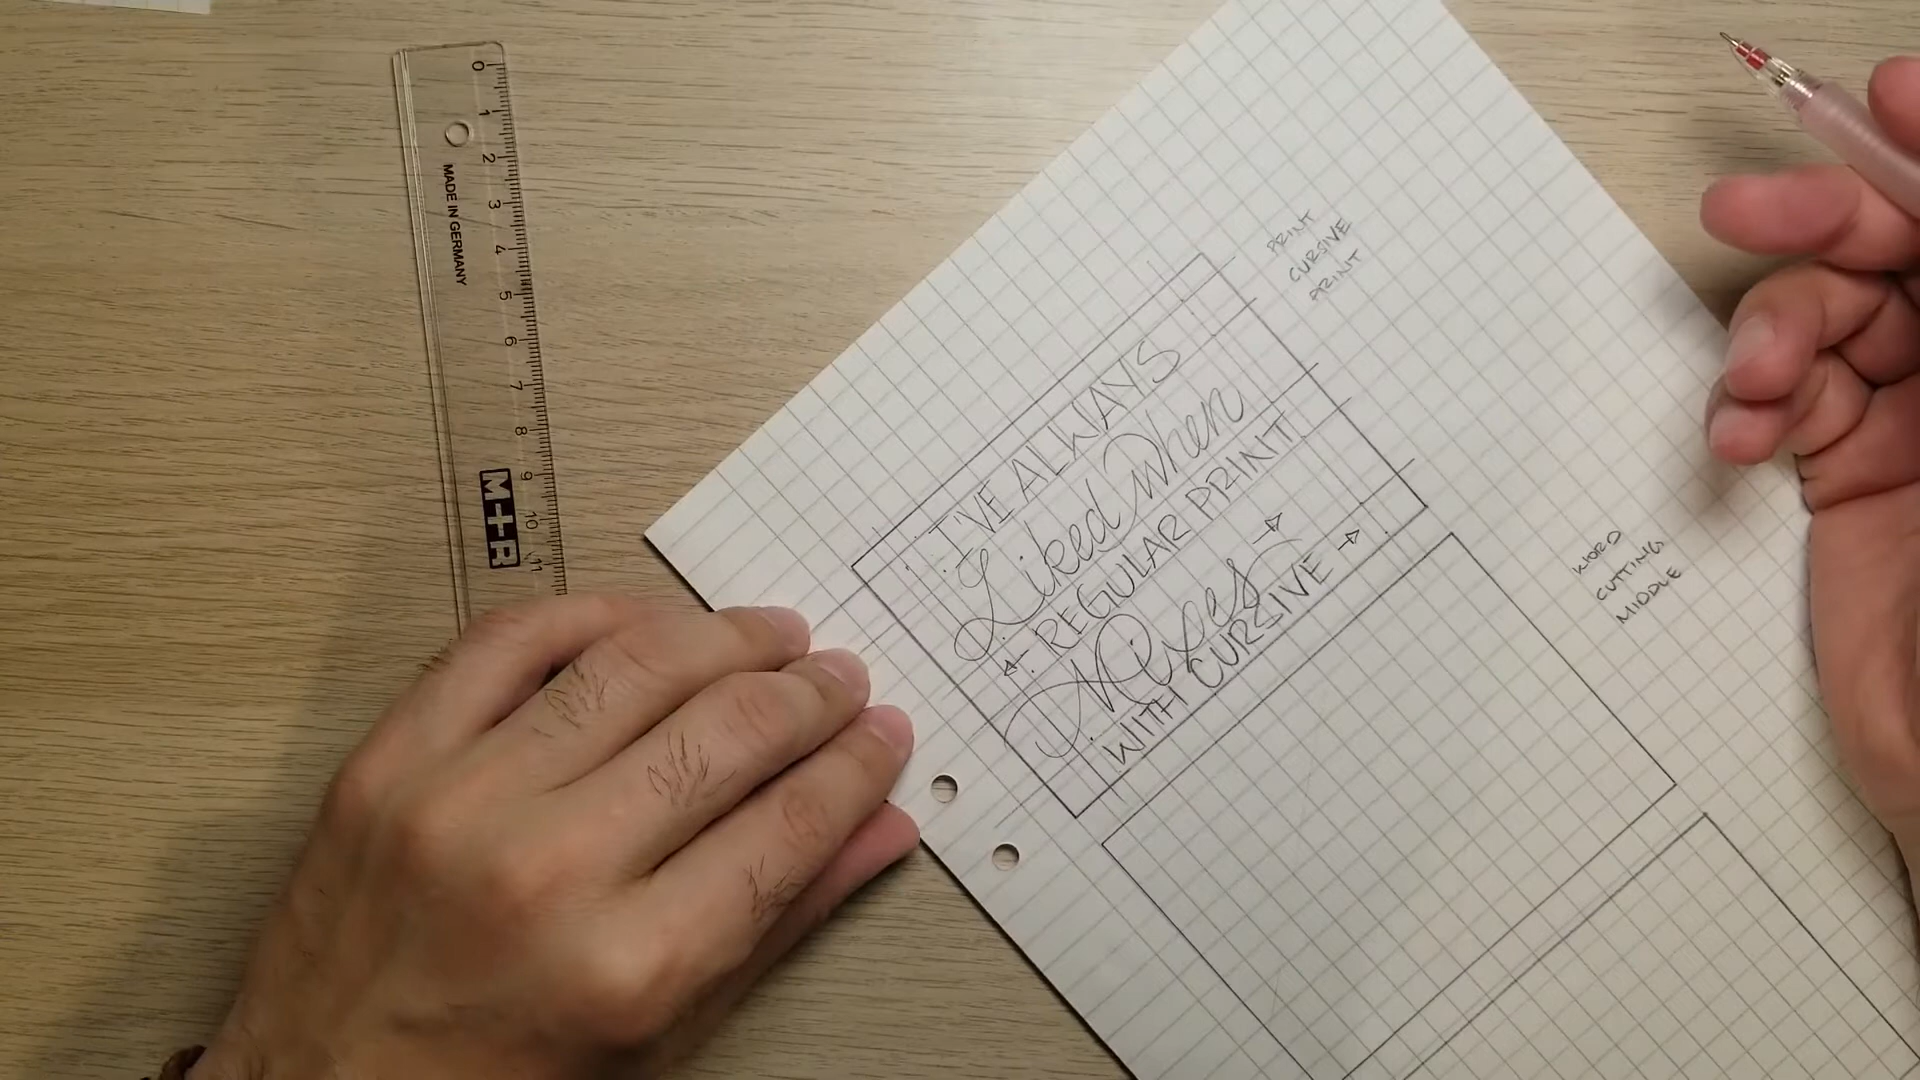 0
1
2
3
4
5
6
7
8
9
10
11
MADE IN GERMANY
M+R
I'VE ALWAYS
Liked when
REGULAR PRINT
Mixes
WITH CURSIVE
PRINT
CURSIVE
PRINT
WORD
CUTTING
MIDDLE